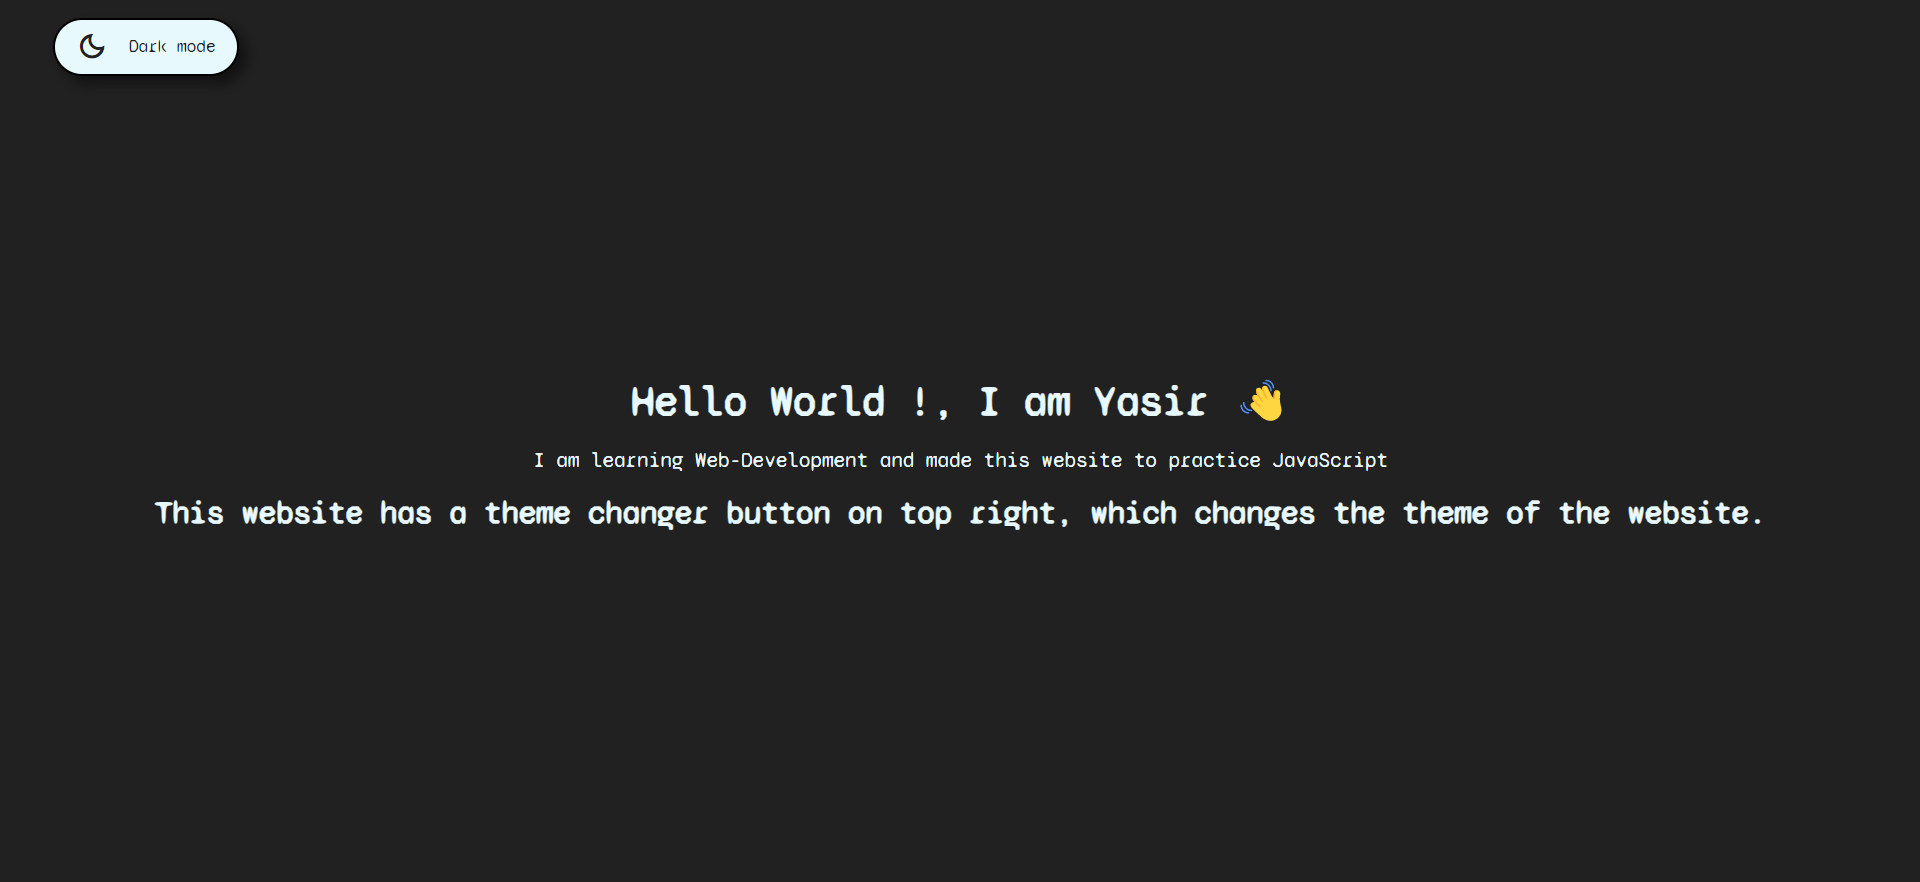 Dark mode
Hello World !, I am Yasir 👋
I am learning Web-Development and made this website to practice JavaScript
This website has a theme changer button on top right, which changes the theme of the website.